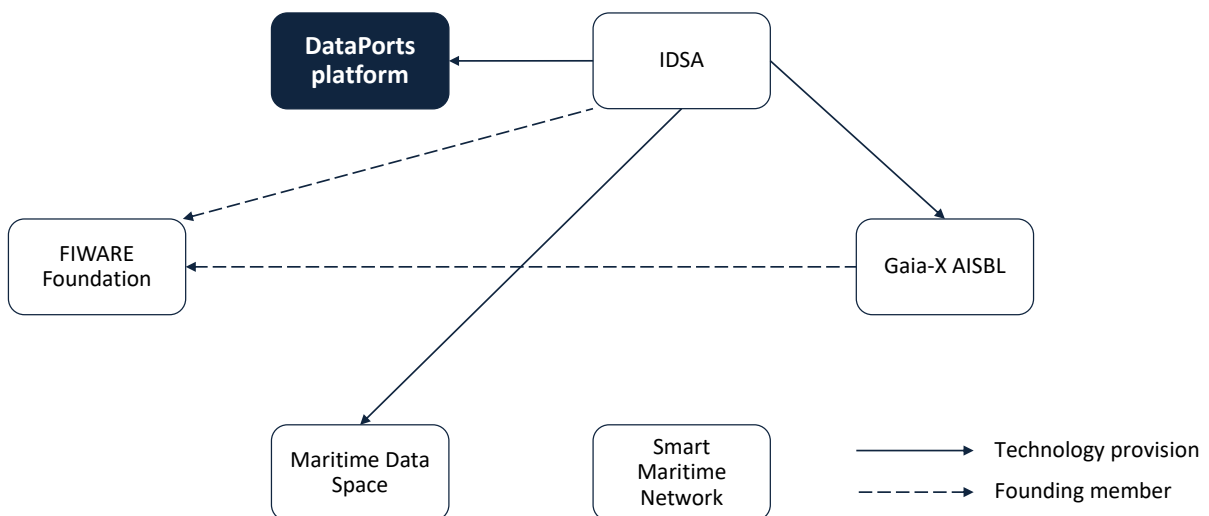 DataPorts
platform
IDSA
FIWARE
Foundation
Gaia-X AISBL
Maritime Data
Space
Smart
Maritime
Network
Technology provision
Founding member